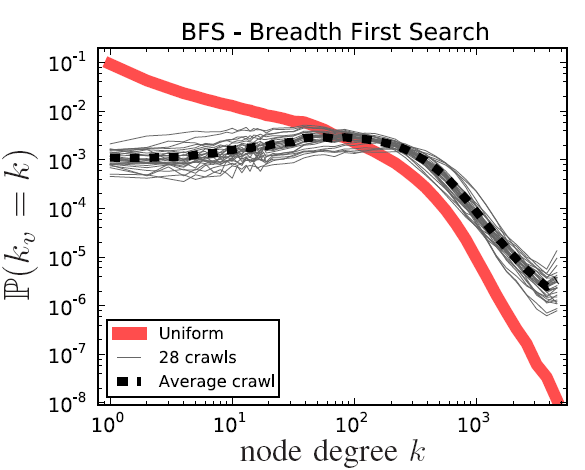 BFS - Breadth First Search
10^{-1}
10^{-2}
10^{-3}
10^{-4}
10^{-5}
10^{-6}
10^{-7}
10^{-8}
ℙ(k_v = k)
Uniform
28 crawls
Average crawl
10^0 10^1 10^2 10^3
node degree k